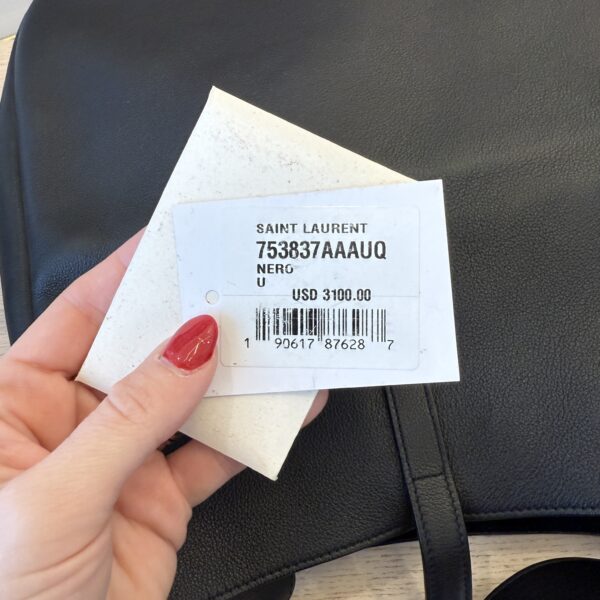 SAINT LAURENT
753837AAAUQ
NERO
U
USD 3100.00
1 90617 87628 7